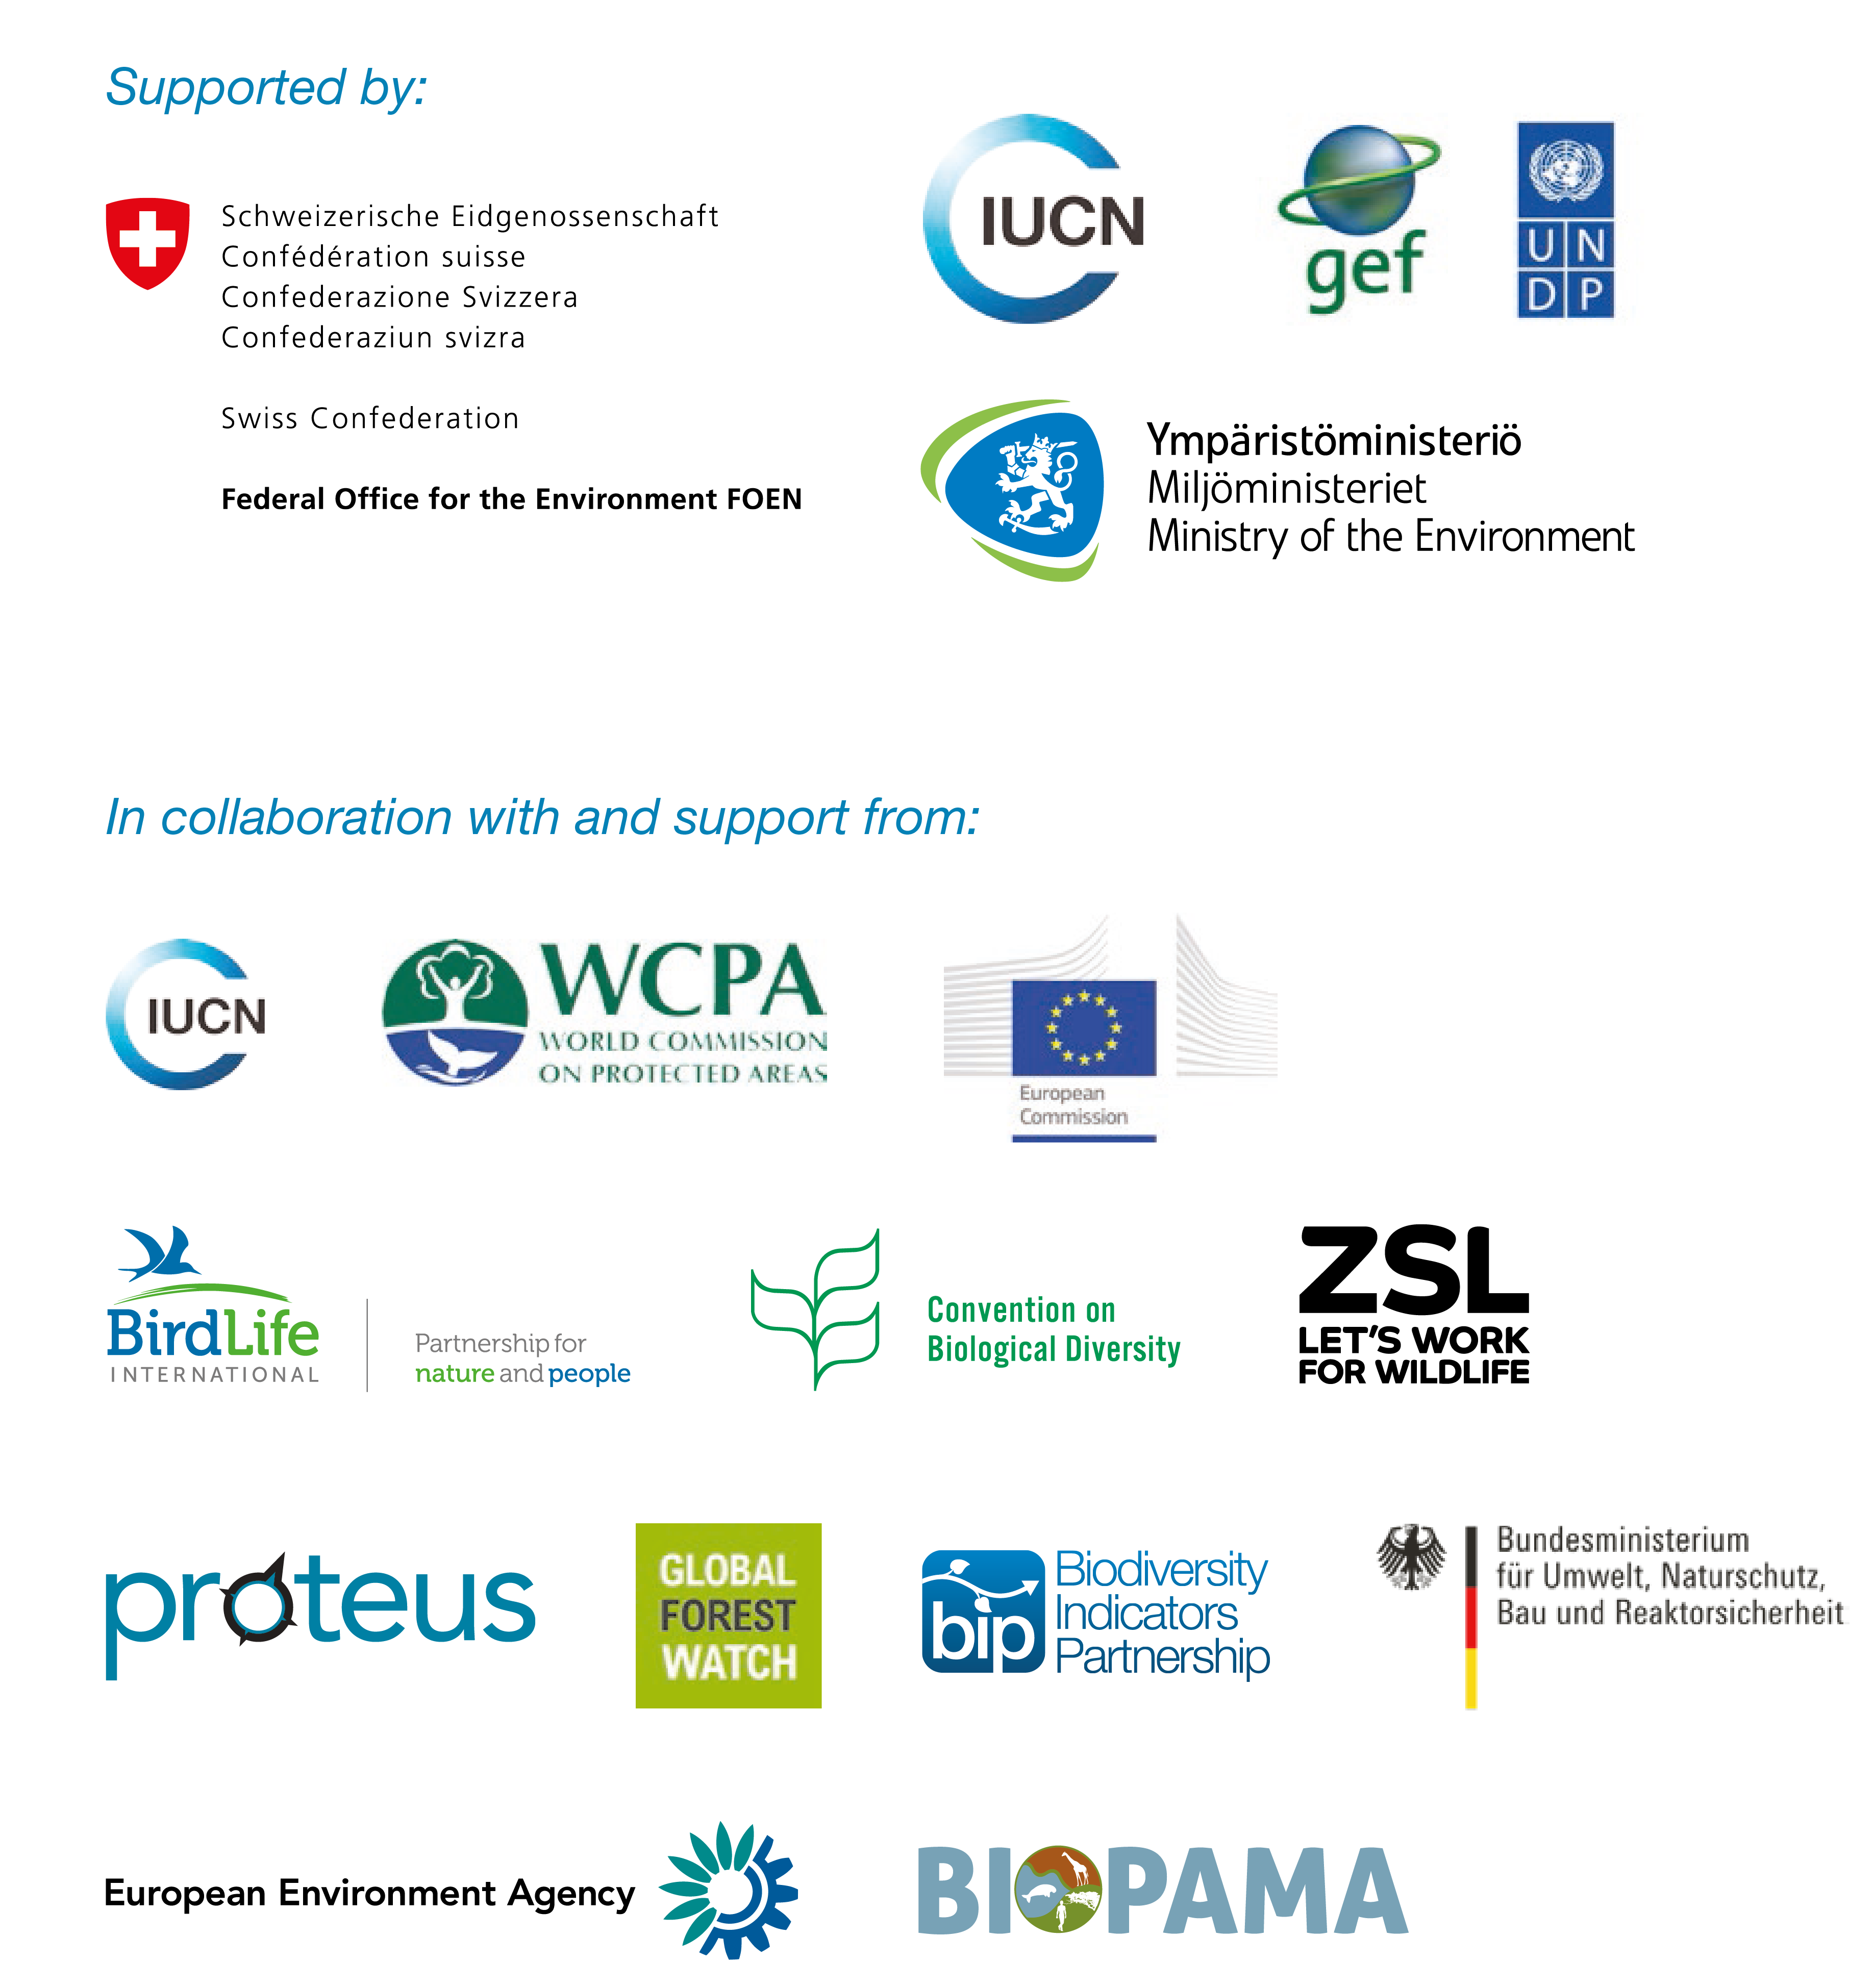 Supported by:
Schweizerische Eidgenossenschaft
Confédération suisse
Confederazione Svizzera
Confederaziun svizra
Swiss Confederation
Federal Office for the Environment FOEN
IUCN
gef
U N
D P
Ympäristöministeriö
Miljöministeriet
Ministry of the Environment
In collaboration with and support from:
IUCN
WCPA
WORLD COMMISSION
ON PROTECTED AREAS
European
Commission
BirdLife
INTERNATIONAL
Partnership for
nature and people
Convention on
Biological Diversity
ZSL
LET'S WORK
FOR WILDLIFE
proteus
GLOBAL
FOREST
WATCH
bip
Biodiversity
Indicators
Partnership
Bundesministerium
für Umwelt, Naturschutz,
Bau und Reaktorsicherheit
European Environment Agency
BIOPAMA